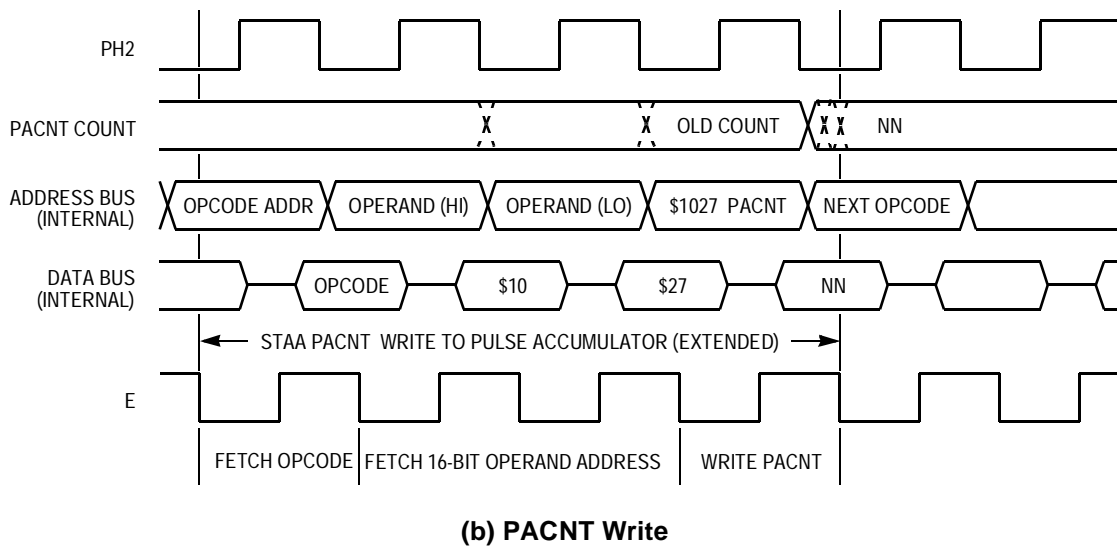 PH2
PACNT COUNT
OLD COUNT
NN
ADDRESS BUS
(INTERNAL)
OPCODE ADDR
OPERAND (HI)
OPERAND (LO)
$1027 PACNT
NEXT OPCODE
DATA BUS
(INTERNAL)
OPCODE
$10
$27
NN
STAA PACNT WRITE TO PULSE ACCUMULATOR (EXTENDED)
E
FETCH OPCODE
FETCH 16-BIT OPERAND ADDRESS
WRITE PACNT
(b) PACNT Write